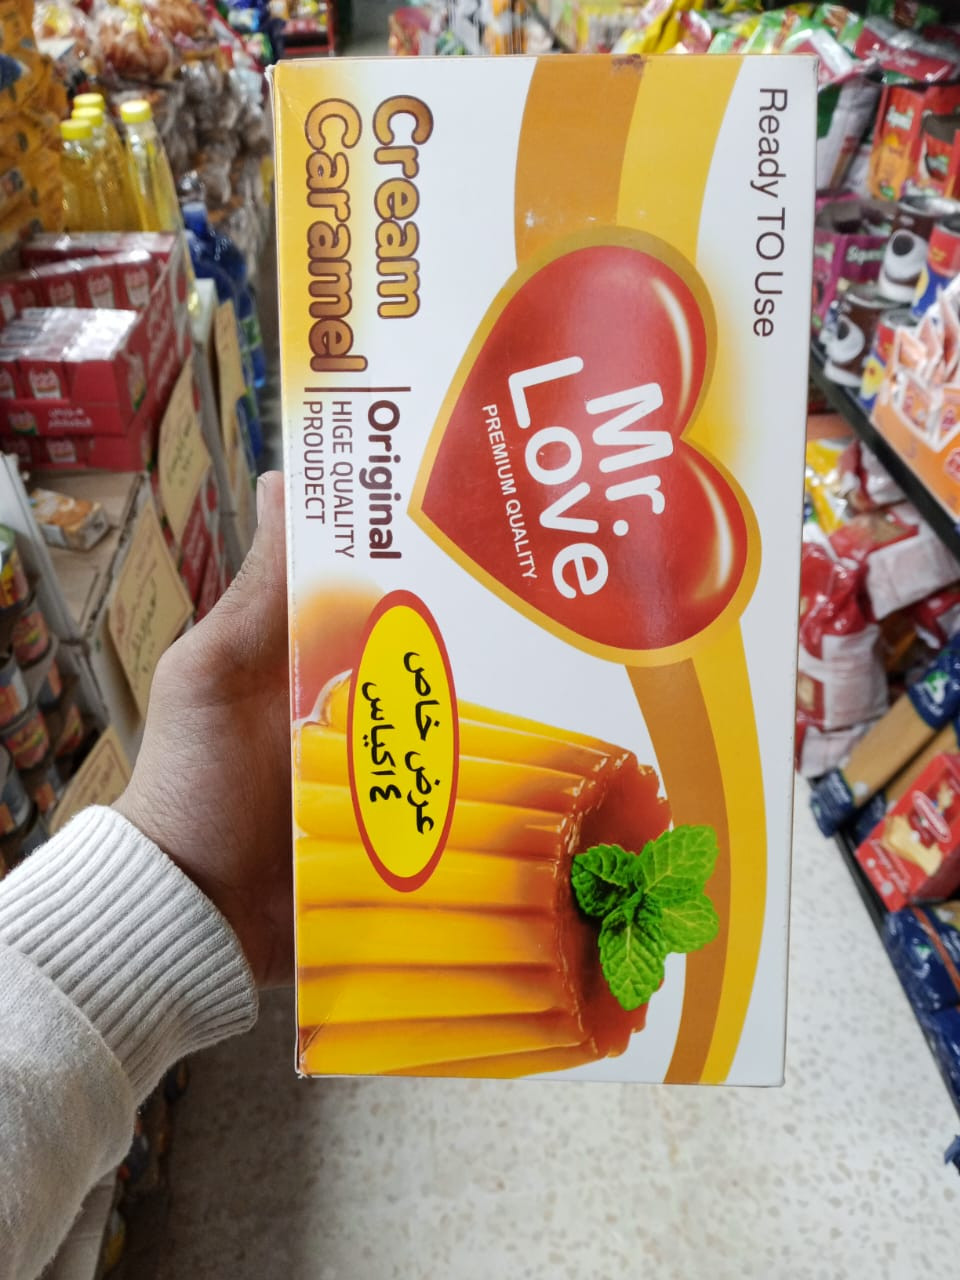 Ready TO Use
Mr.
Love
PREMIUM QUALITY
Cream
Caramel
Original
HIGE QUALITY
PROUDECT
عرض خاص
٤ اكياس